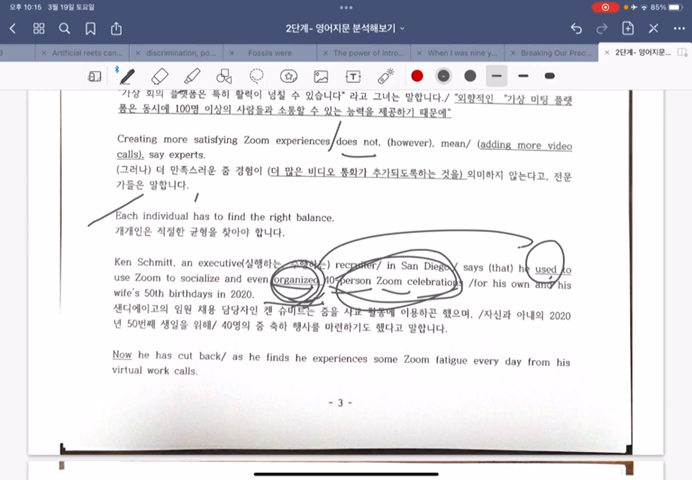 오후 10:15 3월 19일 토요일
85%
2단계- 영어지문 분석해보기
Artificial reefs can...
discrimination, po...
Fossils were
The power of intro...
When I was nine y...
Breaking Our Prec...
2단계- 영어지문...
"가상 회의 플랫폼은 특히 활력이 넘칠 수 있습니다" 라고 그녀는 말합니다./ "외향적인 "가상 미팅 플랫
폼은 동시에 100명 이상의 사람들과 소통할 수 있는 능력을 제공하기 때문에"
Creating more satisfying Zoom experiences/ does not, (however), mean/ (adding more video
calls), say experts.
(그러나) 더 만족스러운 줌 경험이 (더 많은 비디오 통화가 추가되도록하는 것을) 의미하지 않는다고, 전문
가들은 말합니다.
Each individual has to find the right balance.
개개인은 적절한 균형을 찾아야 합니다.
Ken Schmitt, an executive(실행하는, 수행하는) recruiter/ in San Diego/ says (that) he used to
use Zoom to socialize and even organized 40-person Zoom celebrations /for his own and his
wife's 50th birthdays in 2020.
샌디에이고의 임원 채용 담당자인 켄 슈미트는 줌을 사교 활동에 이용하곤 했으며, /자신과 아내의 2020
년 50번째 생일을 위해/ 40명의 줌 축하 행사를 마련하기도 했다고 말합니다.
Now he has cut back/ as he finds he experiences some Zoom fatigue every day from his
virtual work calls.
- 3 -